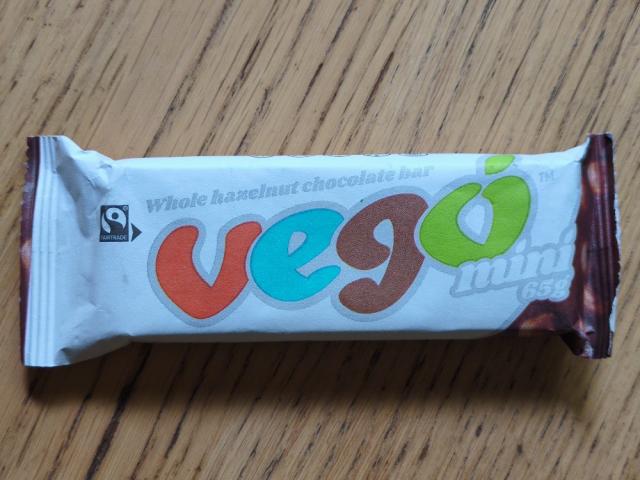 Whole hazelnut chocolate bar
FAIRTRADE
vego
TM
mini
65g